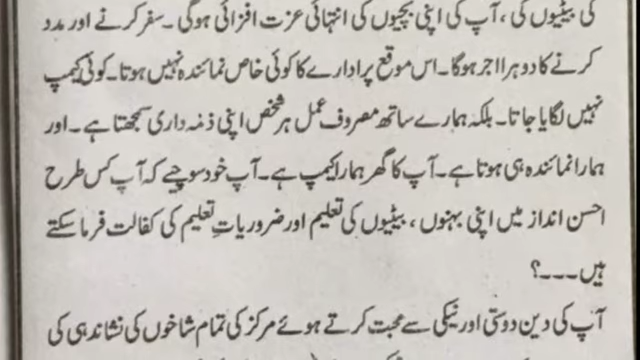 کی بیٹیوں کی، آپ کی اپنی بچیوں کی انتہائی عزت افزائی ہوگی۔ سفر کرنے اور مدد
کرنے کا دوہرا اجر ہوگا۔ اس موقع پر ادارے کا کوئی خاص نمائندہ نہیں ہوتا۔ کوئی کیمپ
نہیں لگایا جاتا۔ بلکہ ہمارے ساتھ مصروف عمل ہر شخص اپنی ذمہ داری سمجھتا ہے۔ اور
ہمارا نمائندہ ہی ہوتا ہے۔ آپ کا گھر ہمارا کیمپ ہے۔ آپ خود سوچیے کہ آپ کس طرح
احسن انداز میں اپنی بہنوں، بیٹیوں کی تعلیم اور ضروریاتِ تعلیم کی کفالت فرما سکتے
ہیں۔۔۔؟
آپ کی دین دوستی اور نیکی سے محبت کرتے ہوئے مرکز کی تمام شاخوں کی نشاندہی کی